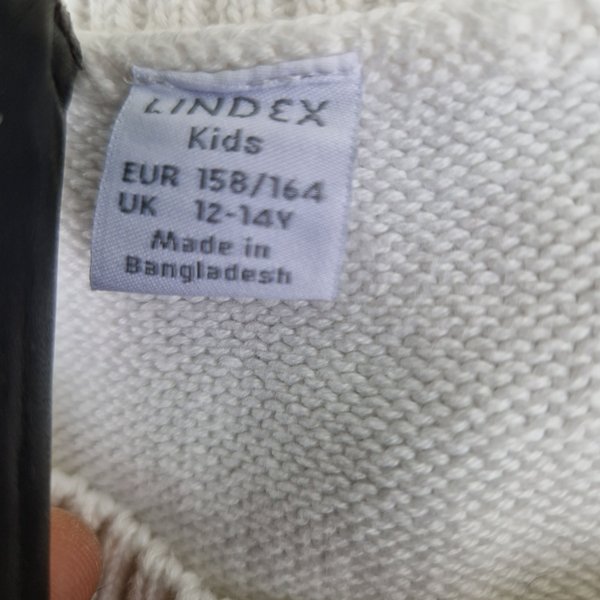 LINDEX
Kids
EUR 158/164
UK 12-14Y
Made in
Bangladesh